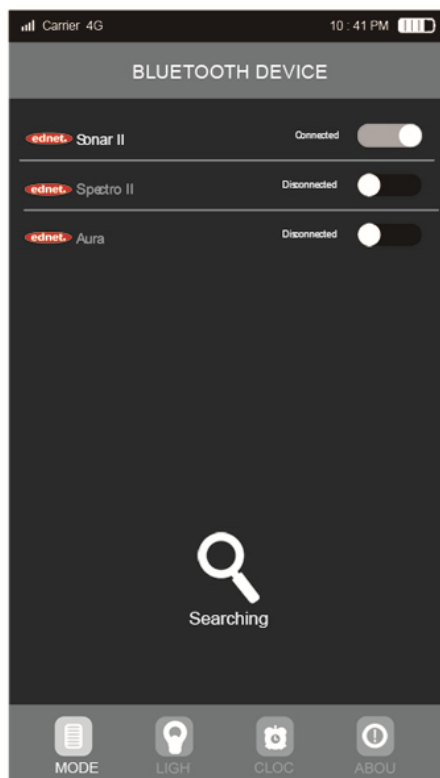 Carrier 4G 10 : 41 PM
BLUETOOTH DEVICE
ednet. Sonar II Connected
ednet. Spectro II Disconnected
ednet. Aura Disconnected
Searching
MODE LIGH CLOC ABOU